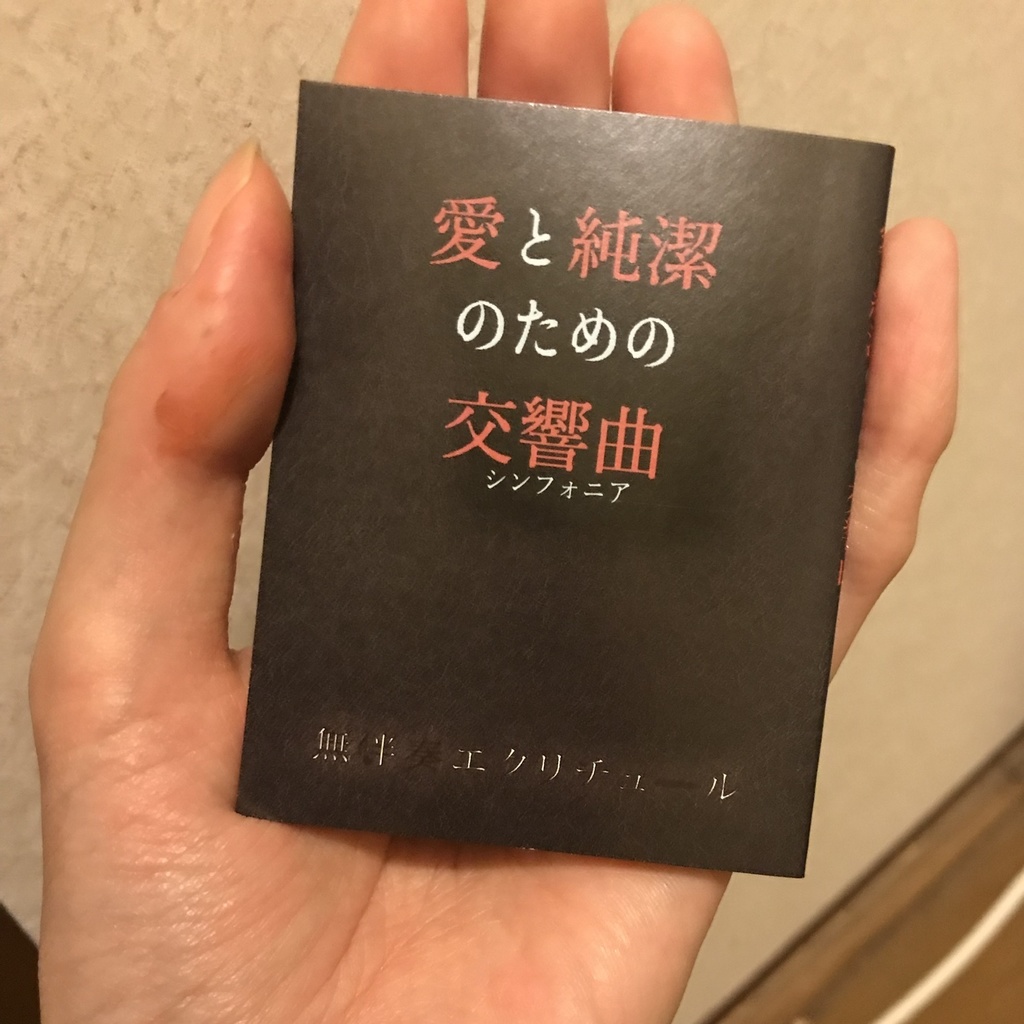 愛と純潔
のための
交響曲
シンフォニア
無伴奏エクリチュール